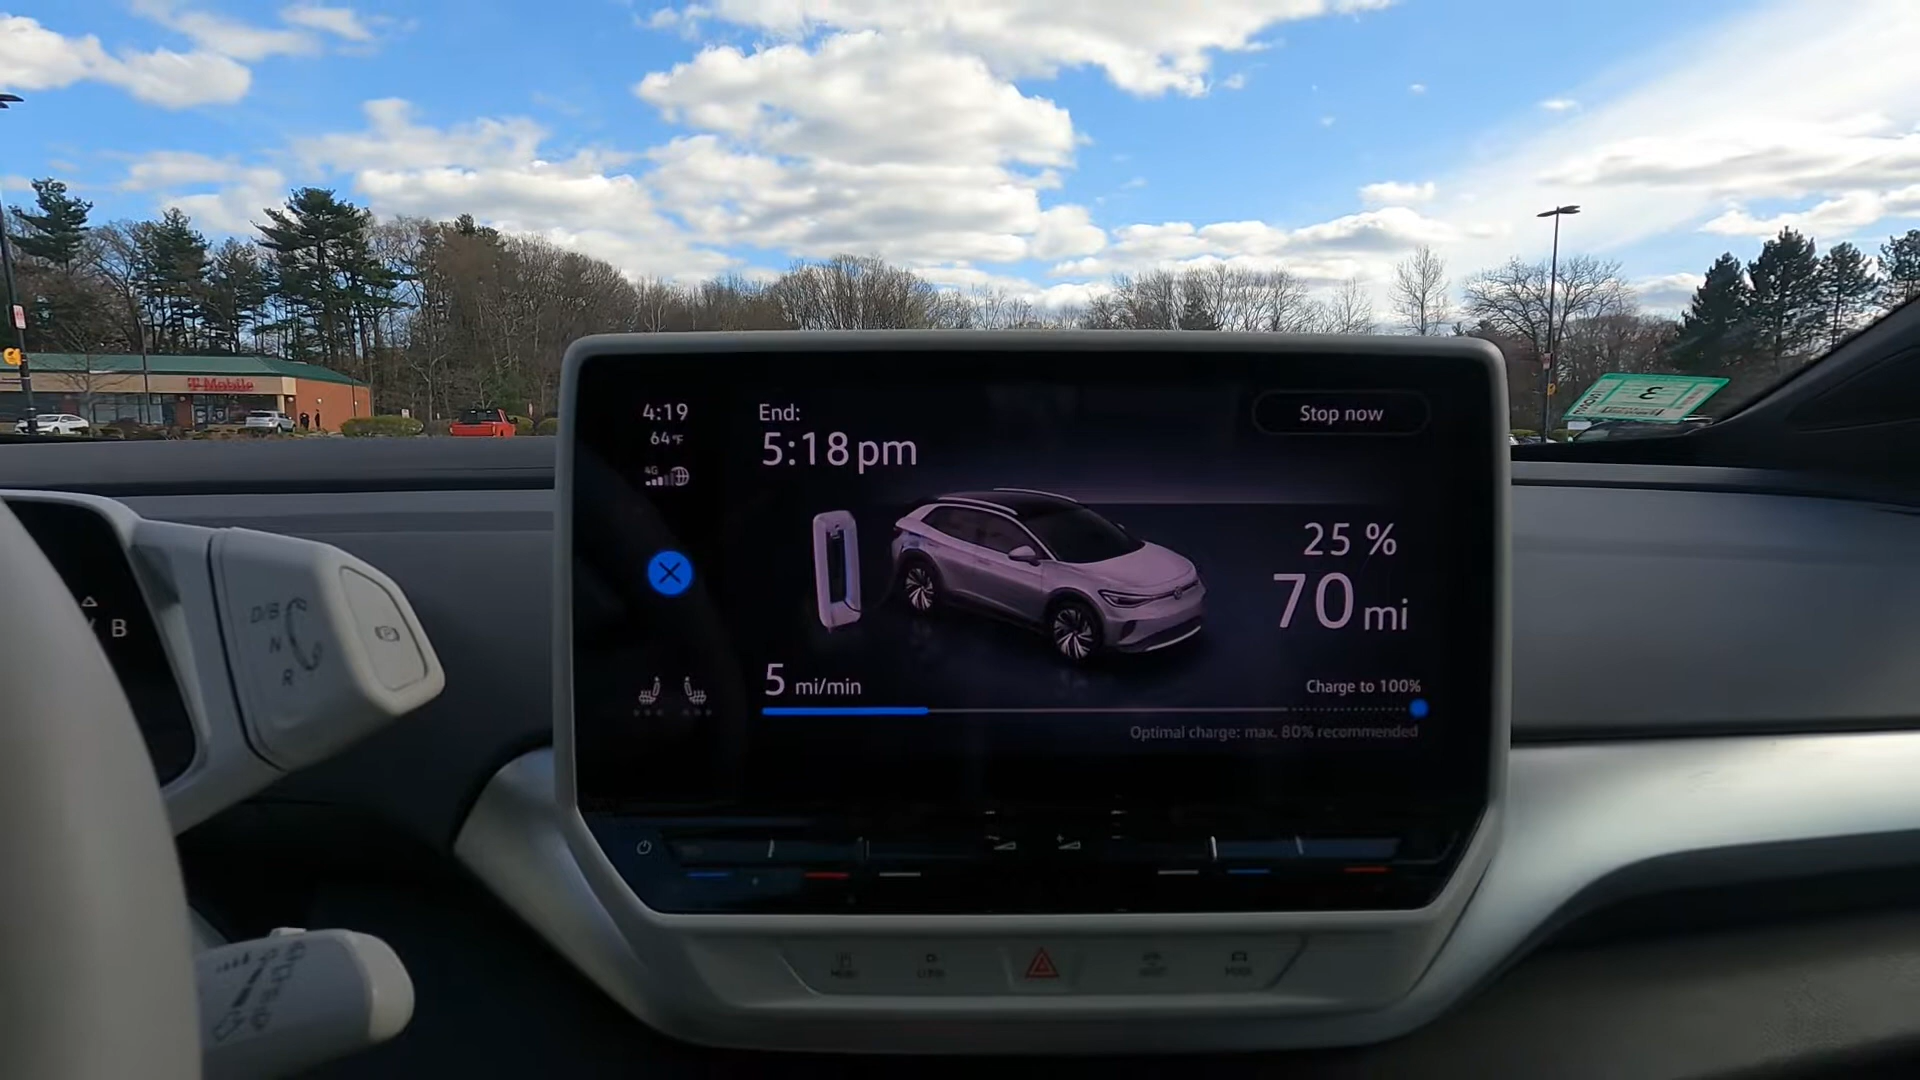 T Mobile
4:19
64°F
4G
End:
5:18 pm
Stop now
25 %
70 mi
5 mi/min
Charge to 100%
Optimal charge: max. 80% recommended
B
D/B
N
R
P
3